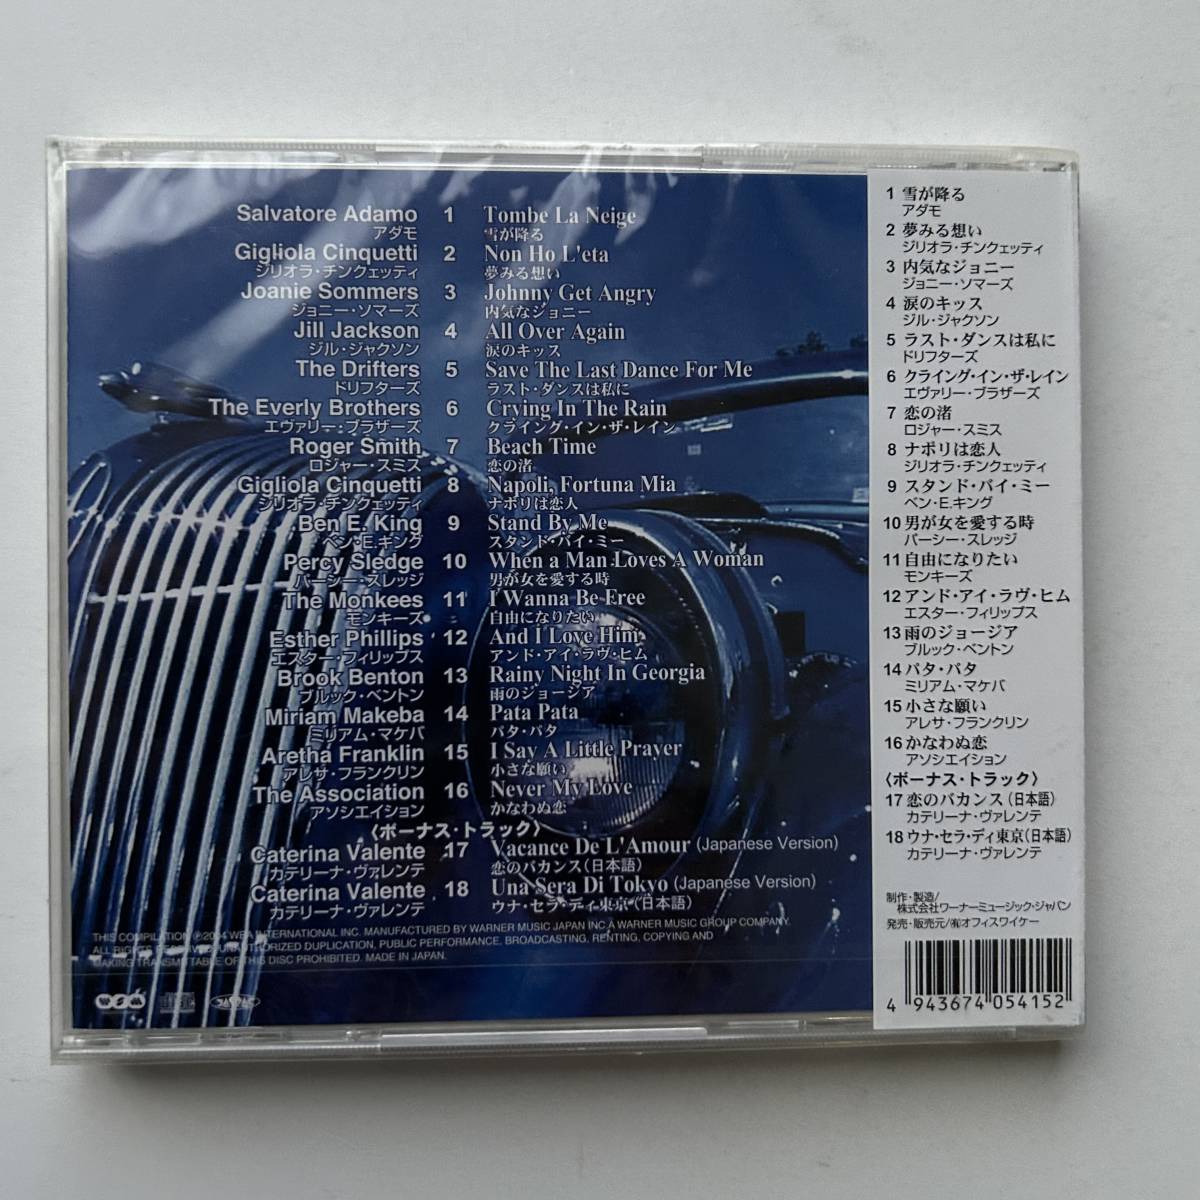 Salvatore Adamo 1 Tombe La Neige
アダモ 雪が降る
Gigliola Cinquetti 2 Non Ho L'eta
ジリオラ・チンクェッティ 夢みる想い
Joanie Sommers 3 Johnny Get Angry
ジョニー・ソマーズ 内気なジョニー
Jill Jackson 4 All Over Again
ジル・ジャクソン 涙のキッス
The Drifters 5 Save The Last Dance For Me
ドリフターズ ラスト・ダンスは私に
The Everly Brothers 6 Crying In The Rain
エヴァリー・ブラザーズ クライング・イン・ザ・レイン
Roger Smith 7 Beach Time
ロジャー・スミス 恋の渚
Gigliola Cinquetti 8 Napoli, Fortuna Mia
ジリオラ・チンクェッティ ナポリは恋人
Ben E. King 9 Stand By Me
ベン・E.キング スタンド・バイ・ミー
Percy Sledge 10 When a Man Loves A Woman
パーシー・スレッジ 男が女を愛する時
The Monkees 11 I Wanna Be Free
モンキーズ 自由になりたい
Esther Phillips 12 And I Love Him
エスター・フィリップス アンド・アイ・ラヴ・ヒム
Brook Benton 13 Rainy Night In Georgia
ブルック・ベントン 雨のジョージア
Miriam Makeba 14 Pata Pata
ミリアム・マケバ パタ・パタ
Aretha Franklin 15 I Say A Little Prayer
アレサ・フランクリン 小さな願い
The Association 16 Never My Love
アソシエイション かなわぬ恋
〈ボーナス・トラック〉
Caterina Valente 17 Vacance De L'Amour (Japanese Version)
カテリーナ・ヴァレンテ 恋のバカンス(日本語)
Caterina Valente 18 Una Sera Di Tokyo (Japanese Version)
カテリーナ・ヴァレンテ ウナ・セラ・ディ東京(日本語)
THIS COMPILATION ℗2004 WEA INTERNATIONAL INC. MANUFACTURED BY WARNER MUSIC JAPAN INC. A WARNER MUSIC GROUP COMPANY.
ALL RIGHTS RESERVED. UNAUTHORIZED DUPLICATION, PUBLIC PERFORMANCE, BROADCASTING, RENTING, COPYING AND
MAKING TRANSMITTABLE OF THIS DISC PROHIBITED. MADE IN JAPAN.
JASRAC
1 雪が降る
アダモ
2 夢みる想い
ジリオラ・チンクェッティ
3 内気なジョニー
ジョニー・ソマーズ
4 涙のキッス
ジル・ジャクソン
5 ラスト・ダンスは私に
ドリフターズ
6 クライング・イン・ザ・レイン
エヴァリー・ブラザーズ
7 恋の渚
ロジャー・スミス
8 ナポリは恋人
ジリオラ・チンクェッティ
9 スタンド・バイ・ミー
ベン・E.キング
10 男が女を愛する時
パーシー・スレッジ
11 自由になりたい
モンキーズ
12 アンド・アイ・ラヴ・ヒム
エスター・フィリップス
13 雨のジョージア
ブルック・ベントン
14 パタ・パタ
ミリアム・マケバ
15 小さな願い
アレサ・フランクリン
16 かなわぬ恋
アソシエイション
〈ボーナス・トラック〉
17 恋のバカンス(日本語)
カテリーナ・ヴァレンテ
18 ウナ・セラ・ディ東京(日本語)
カテリーナ・ヴァレンテ
制作・製造/
株式会社ワーナーミュージック・ジャパン
発売・販売元/㈲オフィスワイケー
4 943674 054152